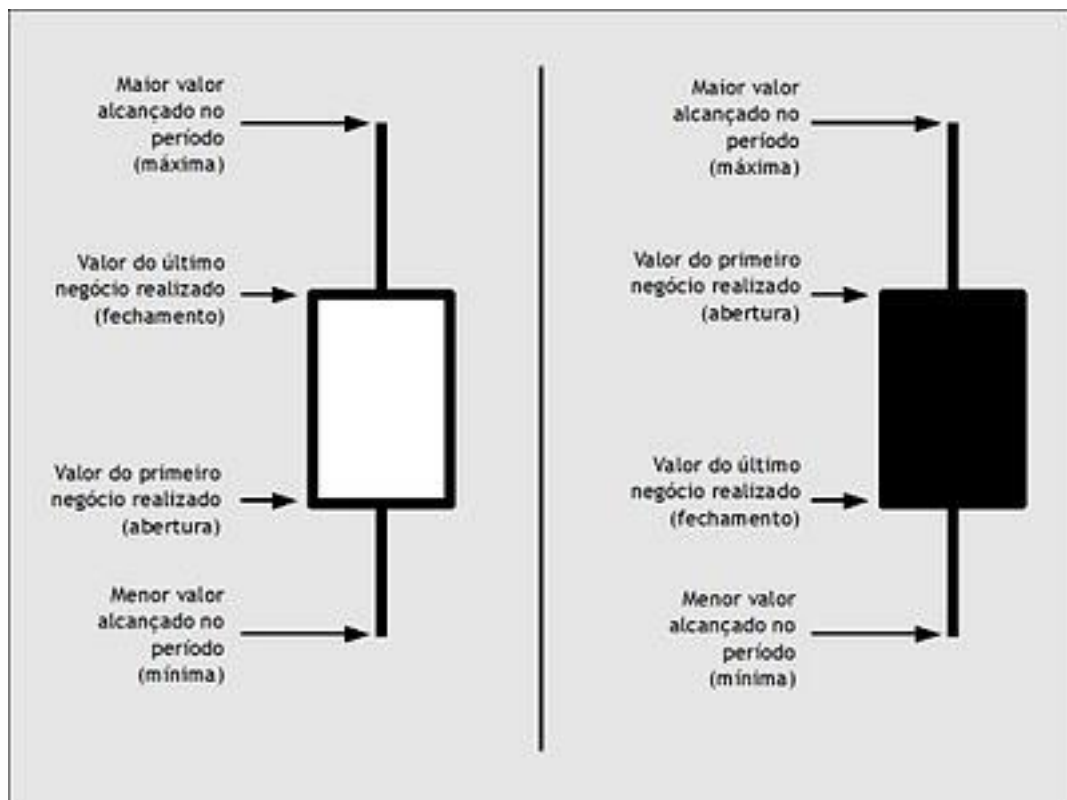 Maior valor
alcançado no
período
(máxima)
Valor do último
negócio realizado
(fechamento)
Valor do primeiro
negócio realizado
(abertura)
Menor valor
alcançado no
período
(mínima)
Maior valor
alcançado no
período
(máxima)
Valor do primeiro
negócio realizado
(abertura)
Valor do último
negócio realizado
(fechamento)
Menor valor
alcançado no
período
(mínima)